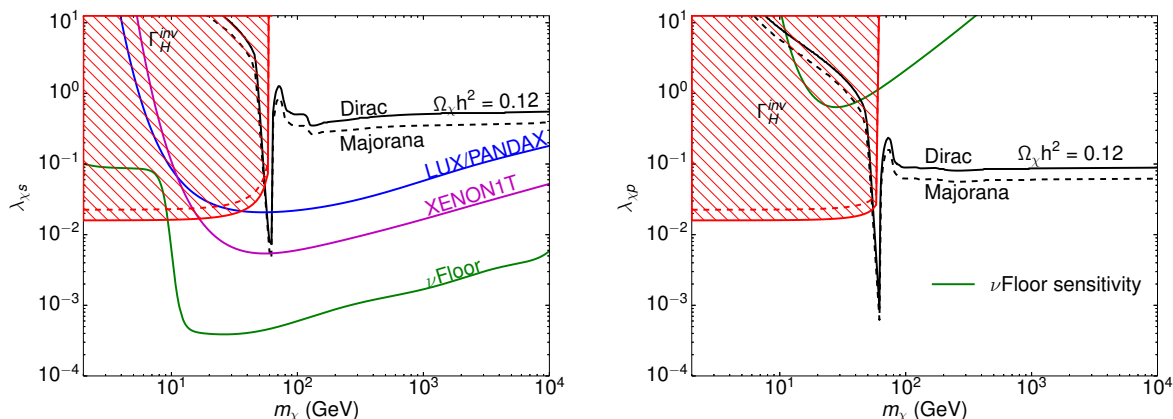 10¹
10⁰
10⁻¹
10⁻²
10⁻³
10⁻⁴
λχs
Γ_H^inv
Dirac Ωχh² = 0.12
Majorana
LUX/PANDAX
XENON1T
νFloor
10¹ 10² 10³ 10⁴
mχ (GeV)
10¹
10⁰
10⁻¹
10⁻²
10⁻³
10⁻⁴
λχp
Γ_H^inv
Dirac Ωχh² = 0.12
Majorana
νFloor sensitivity
10¹ 10² 10³ 10⁴
mχ (GeV)